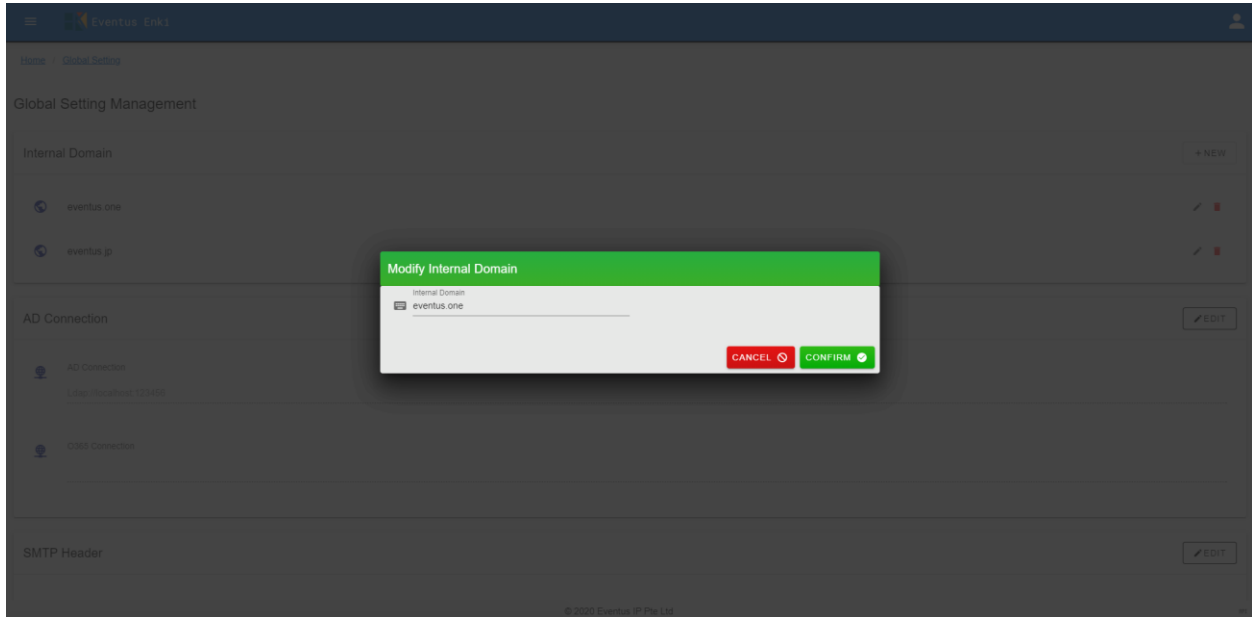 Eventus Enki
Home / Global Setting
Global Setting Management
Internal Domain
+ NEW
eventus.one
eventus.jp
Modify Internal Domain
Internal Domain
eventus.one
CANCEL
CONFIRM
AD Connection
EDIT
AD Connection
O365 Connection
SMTP Header
EDIT
© 2020 Eventus IP Pte Ltd